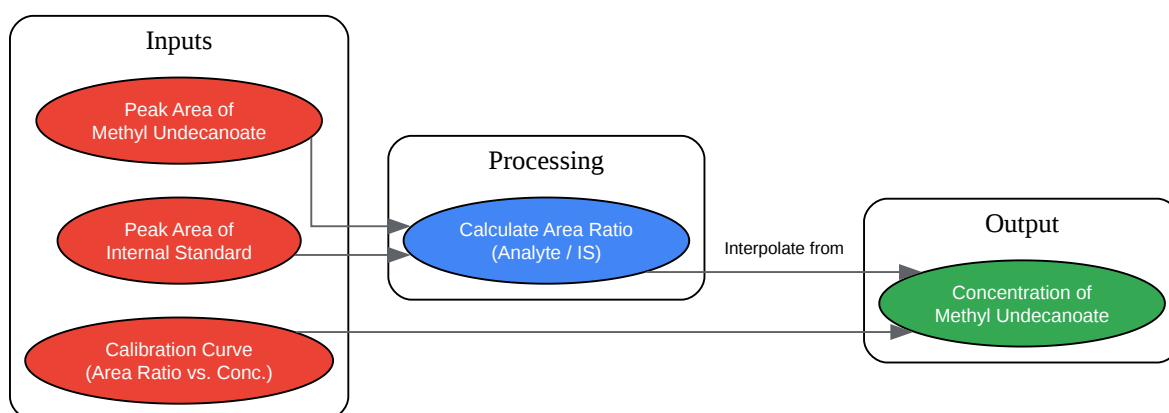 Inputs
Peak Area of
Methyl Undecanoate
Peak Area of
Internal Standard
Calibration Curve
(Area Ratio vs. Conc.)
Processing
Calculate Area Ratio
(Analyte / IS)
Interpolate from
Output
Concentration of
Methyl Undecanoate